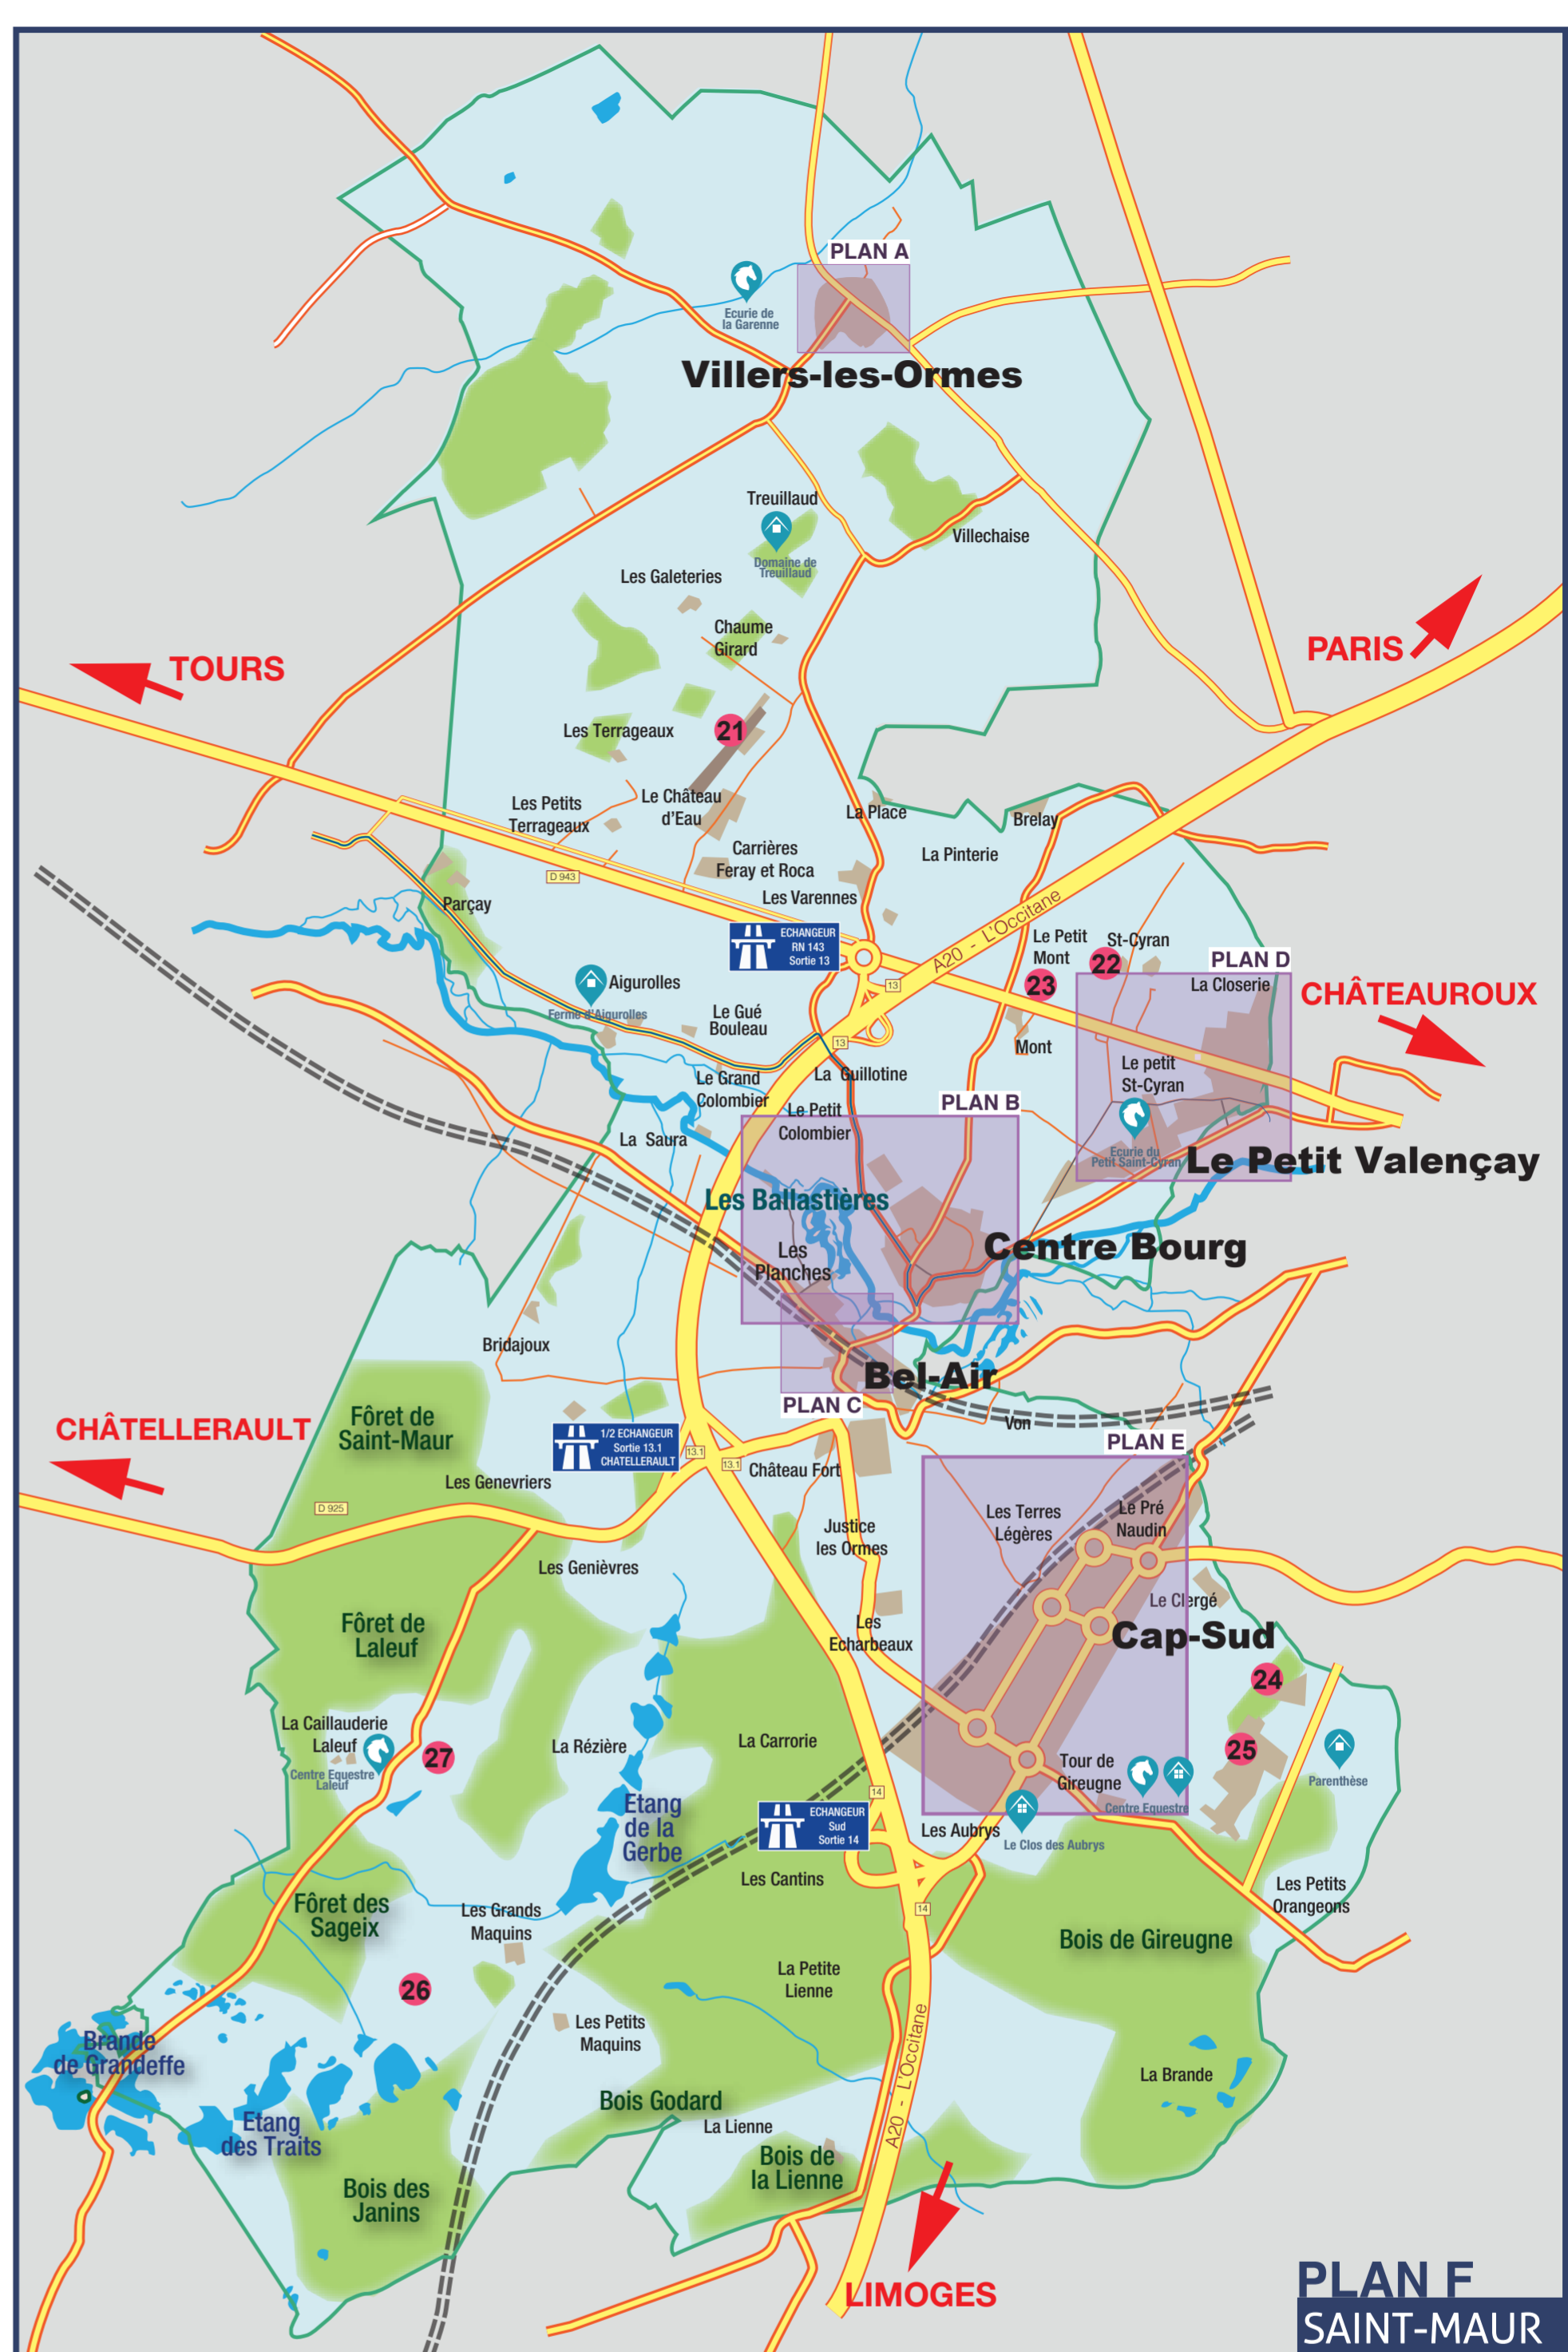 PLAN A
Ecurie de
la Garenne
Villers-les-Ormes
Treuillaud
Domaine de
Treuillaud
Villechaise
Les Galeteries
Chaume
Girard
TOURS
PARIS
21
Les Terrageaux
Les Petits
Terrageaux
Le Château
d'Eau
La Place
Brelay
La Pinterie
Carrières
Feray et Roca
D 943
Les Varennes
Parçay
ECHANGEUR
RN 143
Sortie 13
A20 - L'Occitane
Le Petit
Mont
St-Cyran
22
23
PLAN D
La Closerie
CHÂTEAUROUX
13
Aigurolles
Ferme d'Aigurolles
Le Gué
Bouleau
13
Mont
La Guillotine
Le petit
St-Cyran
Le Grand
Colombier
Le Petit
Colombier
PLAN B
La Saura
Ecurie du
Petit Saint-Cyran
Le Petit Valençay
Les Ballastières
Les
Planches
Centre Bourg
Bridajoux
Bel-Air
PLAN C
Von
CHÂTELLERAULT
Fôret de
Saint-Maur
1/2 ECHANGEUR
Sortie 13.1
CHATELLERAULT
13.1
13.1
Château Fort
PLAN E
Les Genevriers
D 925
Les Terres
Légères
Le Pré
Naudin
Justice
les Ormes
Les Genièvres
Le Clergé
Fôret de
Laleuf
Les
Echarbeaux
Cap-Sud
24
La Caillauderie
Laleuf
Centre Equestre
Laleuf
27
La Rézière
La Carrorie
25
Tour de
Gireugne
Centre Equestre
Parenthèse
Etang
de la
Gerbe
14
ECHANGEUR
Sud
Sortie 14
Les Aubrys
Le Clos des Aubrys
Les Cantins
Les Petits
Orangeons
Fôret des
Sageix
Les Grands
Maquins
14
Bois de Gireugne
La Petite
Lienne
26
Les Petits
Maquins
Brande
de Grandeffe
La Brande
A20 - L'Occitane
Bois Godard
La Lienne
Etang
des Traits
Bois de
la Lienne
Bois des
Janins
LIMOGES
PLAN F
SAINT-MAUR